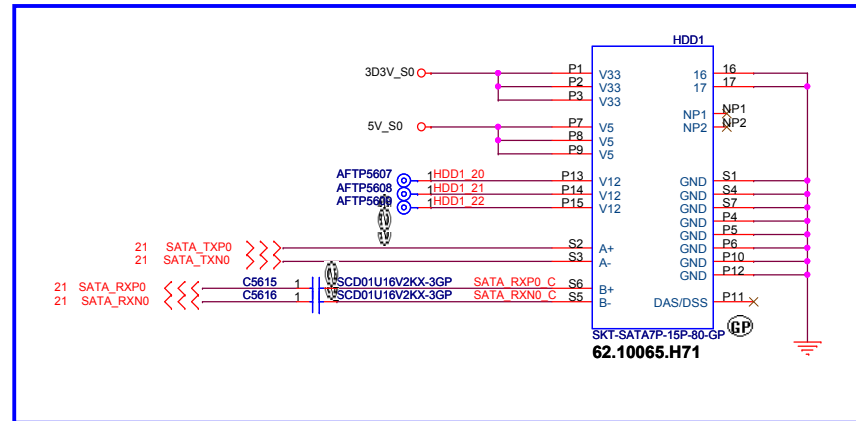 HDD1
3D3V_S0 P1 V33 16 16
P2 V33 17 17
P3 V33
NP1 NP1
5V_S0 P7 V5 NP2 NP2
P8 V5
P9 V5
AFTP5607 1 HDD1_20 P13 V12 GND S1
AFTP5608 1 HDD1_21 P14 V12 GND S4
AFTP5609 1 HDD1_22 P15 V12 GND S7
GND P4
GND P5
21 SATA_TXP0 S2 A+ GND P6
21 SATA_TXN0 S3 A- GND P10
GND P12
21 SATA_RXP0 C5615 1 SCD01U16V2KX-3GP SATA_RXP0_C S6 B+
21 SATA_RXN0 C5616 1 SCD01U16V2KX-3GP SATA_RXN0_C S5 B- DAS/DSS P11
GP
SKT-SATA7P-15P-80-GP
62.10065.H71